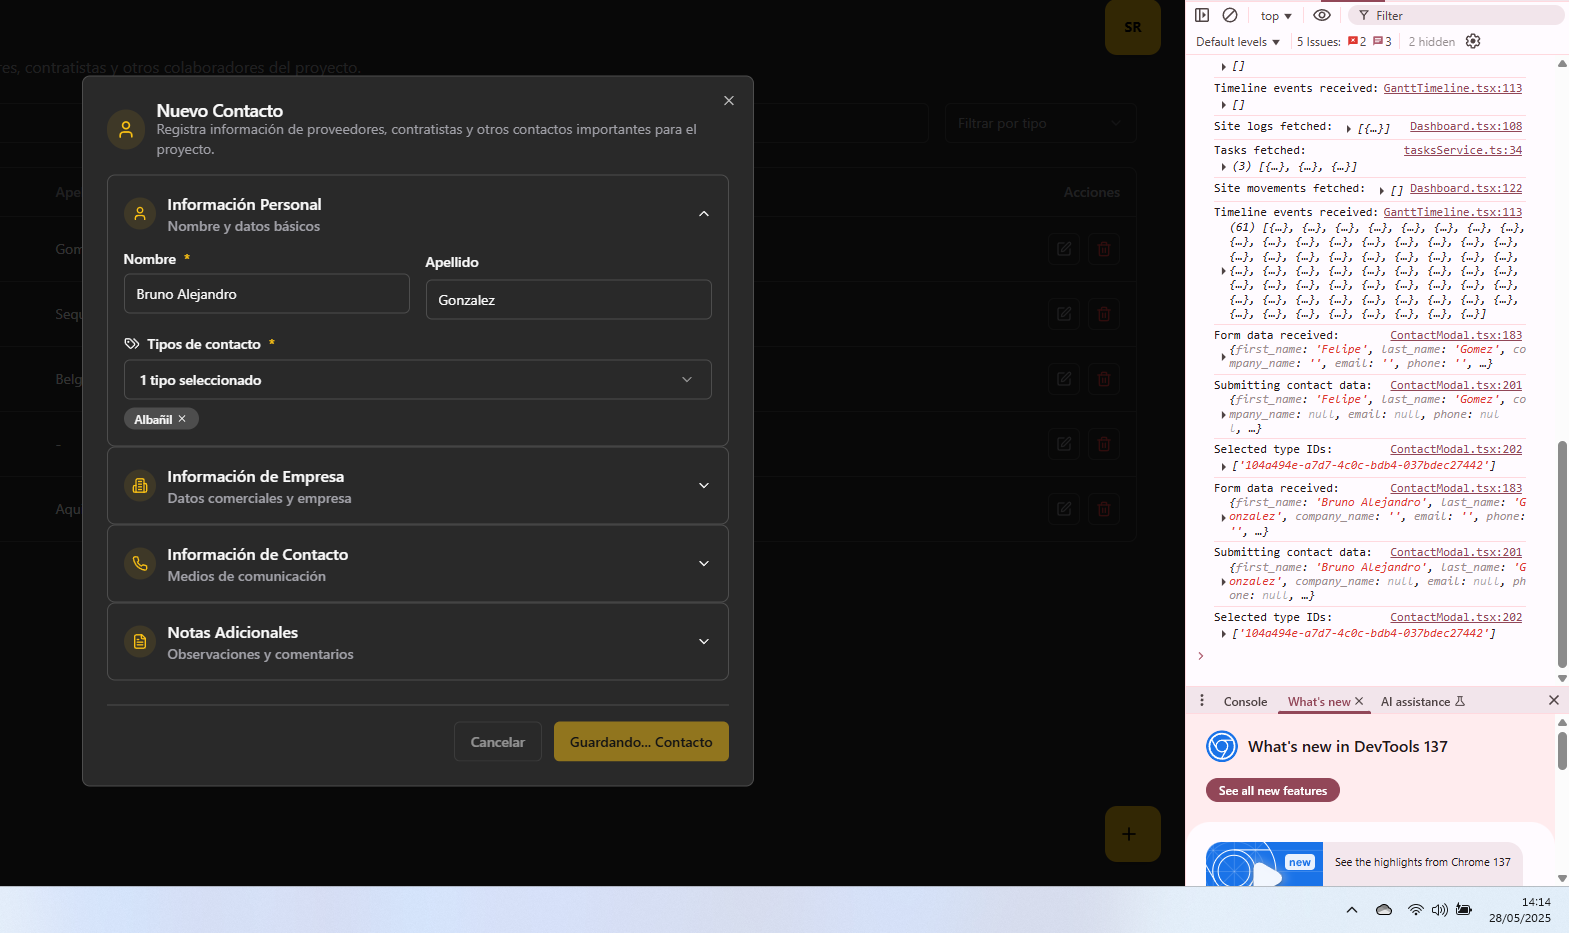 SR
res, contratistas y otros colaboradores del proyecto.
Filtrar por tipo
Ape
Acciones
Gom
Sequ
Belg
-
Aqu
Nuevo Contacto
Registra información de proveedores, contratistas y otros contactos importantes para el
proyecto.
Información Personal
Nombre y datos básicos
Nombre *
Apellido
Bruno Alejandro
Gonzalez
Tipos de contacto *
1 tipo seleccionado
Albañil ×
Información de Empresa
Datos comerciales y empresa
Información de Contacto
Medios de comunicación
Notas Adicionales
Observaciones y comentarios
Cancelar
Guardando... Contacto
+
top
Filter
Default levels
5 Issues: 2 3
2 hidden
[]
Timeline events received: GanttTimeline.tsx:113
[]
Site logs fetched: [{…}] Dashboard.tsx:108
Tasks fetched: tasksService.ts:34
(3) [{…}, {…}, {…}]
Site movements fetched: [] Dashboard.tsx:122
Timeline events received: GanttTimeline.tsx:113
(61) [{…}, {…}, {…}, {…}, {…}, {…}, {…}, {…},
{…}, {…}, {…}, {…}, {…}, {…}, {…}, {…}, {…},
{…}, {…}, {…}, {…}, {…}, {…}, {…}, {…}, {…},
{…}, {…}, {…}, {…}, {…}, {…}, {…}, {…}, {…},
{…}, {…}, {…}, {…}, {…}, {…}, {…}, {…}, {…},
{…}, {…}, {…}, {…}, {…}, {…}, {…}, {…}, {…},
{…}, {…}, {…}, {…}, {…}, {…}, {…}, {…}]
Form data received: ContactModal.tsx:183
{first_name: 'Felipe', last_name: 'Gomez', co
mpany_name: '', email: '', phone: '', …}
Submitting contact data: ContactModal.tsx:201
{first_name: 'Felipe', last_name: 'Gomez', co
mpany_name: null, email: null, phone: nul
l, …}
Selected type IDs: ContactModal.tsx:202
['104a494e-a7d7-4c0c-bdb4-037bdec27442']
Form data received: ContactModal.tsx:183
{first_name: 'Bruno Alejandro', last_name: 'G
onzalez', company_name: '', email: '', phone:
'', …}
Submitting contact data: ContactModal.tsx:201
{first_name: 'Bruno Alejandro', last_name: 'G
onzalez', company_name: null, email: null, ph
one: null, …}
Selected type IDs: ContactModal.tsx:202
['104a494e-a7d7-4c0c-bdb4-037bdec27442']
Console
What's new
AI assistance
What's new in DevTools 137
See all new features
new
See the highlights from Chrome 137
14:14
28/05/2025